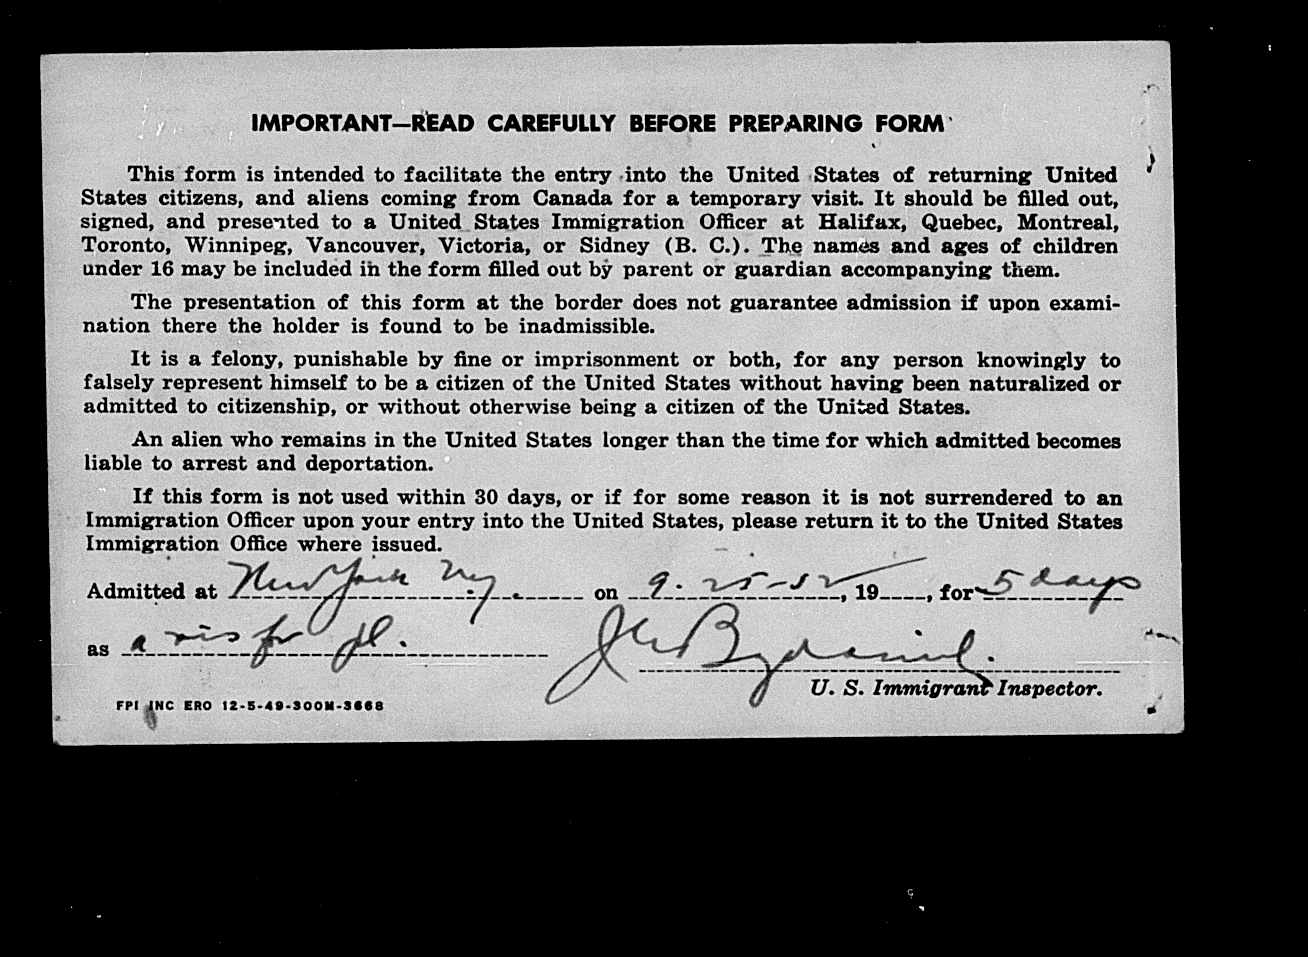 IMPORTANT—READ CAREFULLY BEFORE PREPARING FORM
This form is intended to facilitate the entry into the United States of returning United
States citizens, and aliens coming from Canada for a temporary visit. It should be filled out,
signed, and presented to a United States Immigration Officer at Halifax, Quebec, Montreal,
Toronto, Winnipeg, Vancouver, Victoria, or Sidney (B. C.). The names and ages of children
under 16 may be included in the form filled out by parent or guardian accompanying them.
The presentation of this form at the border does not guarantee admission if upon exami-
nation there the holder is found to be inadmissible.
It is a felony, punishable by fine or imprisonment or both, for any person knowingly to
falsely represent himself to be a citizen of the United States without having been naturalized or
admitted to citizenship, or without otherwise being a citizen of the United States.
An alien who remains in the United States longer than the time for which admitted becomes
liable to arrest and deportation.
If this form is not used within 30 days, or if for some reason it is not surrendered to an
Immigration Officer upon your entry into the United States, please return it to the United States
Immigration Office where issued.
Admitted at New York N.Y. on 9-25-52, 19____, for 5 days
as a vis for pl.
U. S. Immigrant Inspector.
FPI INC ERO 12-5-49-300M-3668